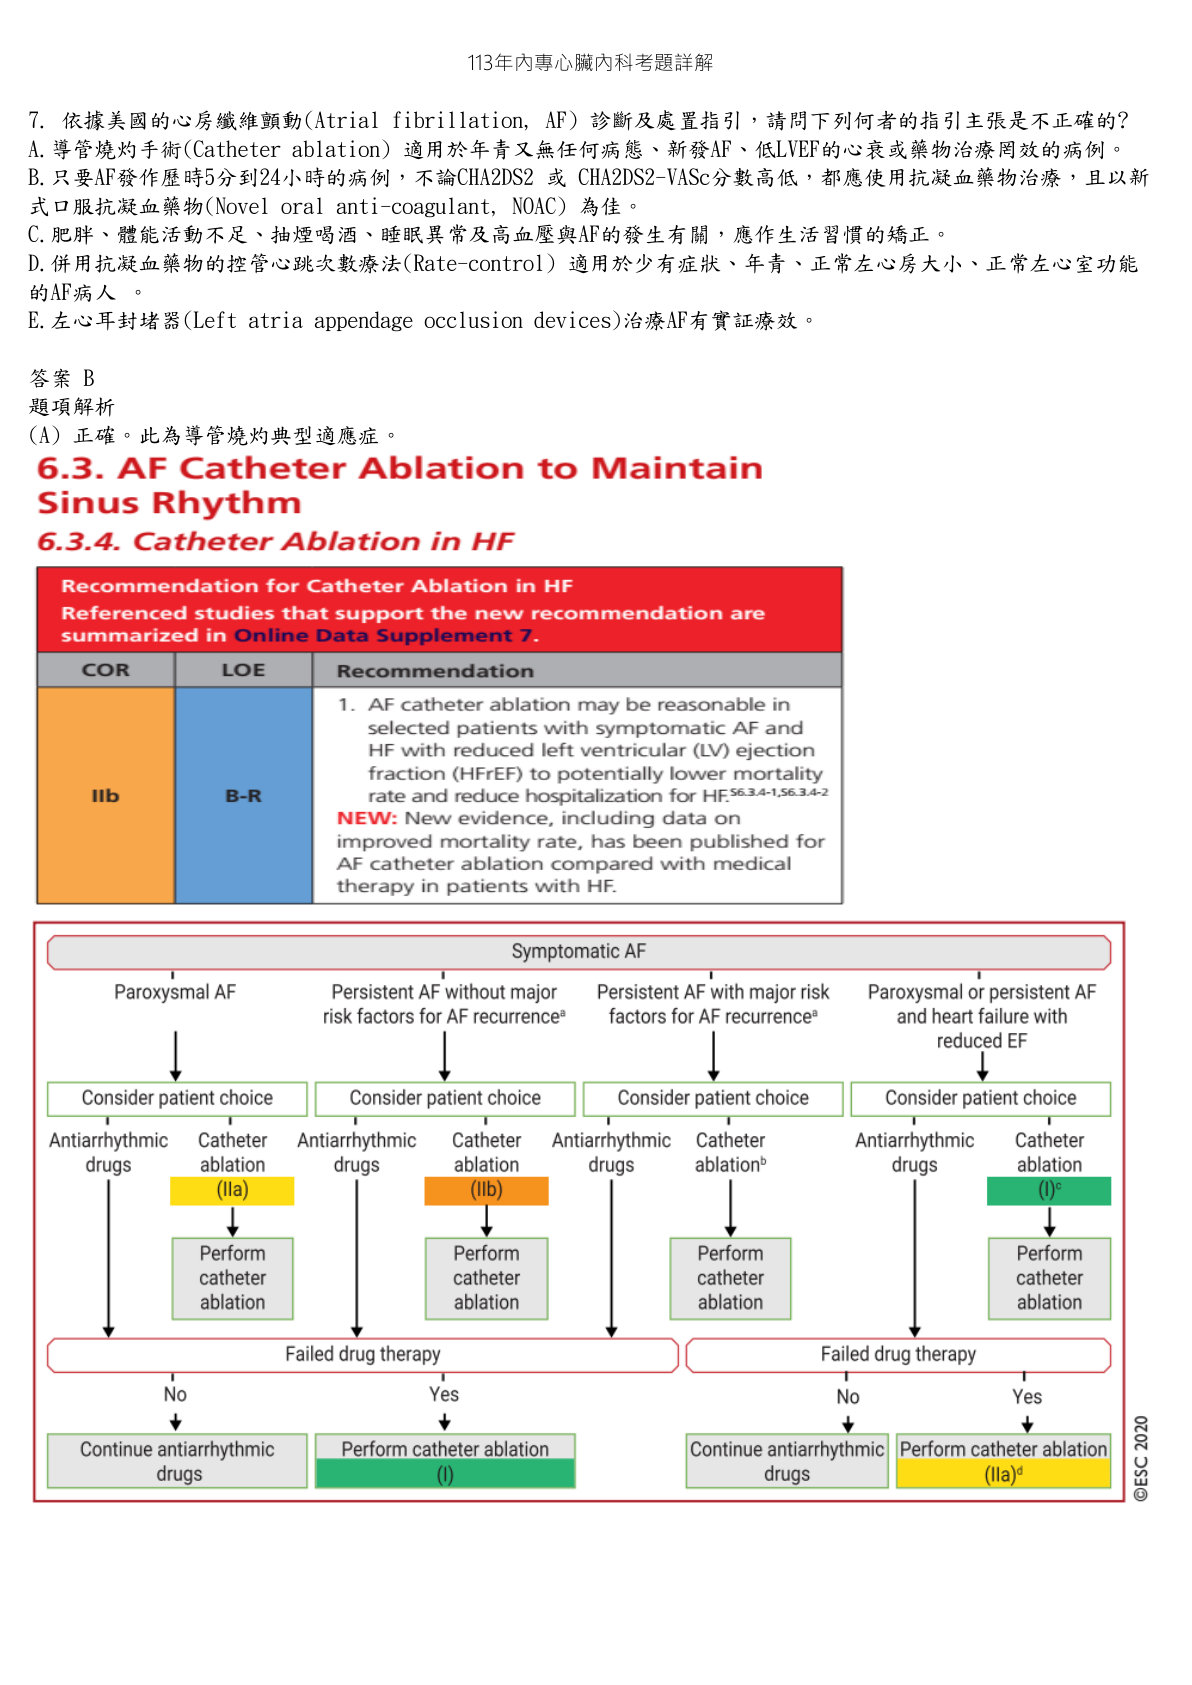 113年內專心臟內科考題詳解
7. 依據美國的心房纖維顫動(Atrial fibrillation, AF) 診斷及處置指引，請問下列何者的指引主張是不正確的?
A.導管燒灼手術(Catheter ablation) 適用於年青又無任何病態、新發AF、低LVEF的心衰或藥物治療罔效的病例。
B.只要AF發作歷時5分到24小時的病例，不論CHA2DS2 或 CHA2DS2-VASc分數高低，都應使用抗凝血藥物治療，且以新
式口服抗凝血藥物(Novel oral anti-coagulant, NOAC) 為佳。
C.肥胖、體能活動不足、抽煙喝酒、睡眠異常及高血壓與AF的發生有關，應作生活習慣的矯正。
D.併用抗凝血藥物的控管心跳次數療法(Rate-control) 適用於少有症狀、年青、正常左心房大小、正常左心室功能
的AF病人 。
E.左心耳封堵器(Left atria appendage occlusion devices)治療AF有實証療效。
答案 B
題項解析
(A) 正確。此為導管燒灼典型適應症。
6.3. AF Catheter Ablation to Maintain
Sinus Rhythm
6.3.4. Catheter Ablation in HF
Recommendation for Catheter Ablation in HF
Referenced studies that support the new recommendation are
summarized in Online Data Supplement 7.
COR LOE Recommendation
1. AF catheter ablation may be reasonable in
selected patients with symptomatic AF and
HF with reduced left ventricular (LV) ejection
fraction (HFrEF) to potentially lower mortality
IIb B-R rate and reduce hospitalization for HF.S6.3.4-1,S6.3.4-2
NEW: New evidence, including data on
improved mortality rate, has been published for
AF catheter ablation compared with medical
therapy in patients with HF.
Symptomatic AF
Paroxysmal AF Persistent AF without major Persistent AF with major risk Paroxysmal or persistent AF
risk factors for AF recurrenceª factors for AF recurrenceª and heart failure with
reduced EF
Consider patient choice Consider patient choice Consider patient choice Consider patient choice
Antiarrhythmic Catheter Antiarrhythmic Catheter Antiarrhythmic Catheter Antiarrhythmic Catheter
drugs ablation drugs ablation drugs ablationᵇ drugs ablation
(IIa) (IIb) (I)ᶜ
Perform Perform Perform Perform
catheter catheter catheter catheter
ablation ablation ablation ablation
Failed drug therapy Failed drug therapy
No Yes No Yes
Continue antiarrhythmic Perform catheter ablation Continue antiarrhythmic Perform catheter ablation
drugs (I) drugs (IIa)ᵈ
©ESC 2020